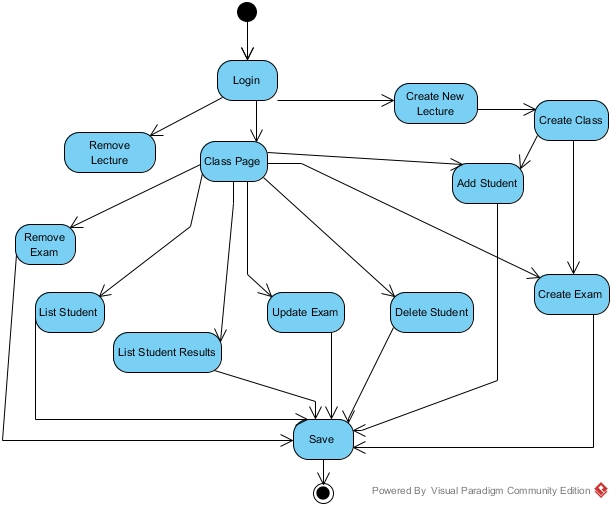 Login
Create New
Lecture
Create Class
Remove
Lecture
Class Page
Add Student
Remove
Exam
Create Exam
List Student
Update Exam
Delete Student
List Student Results
Save
Powered By Visual Paradigm Community Edition